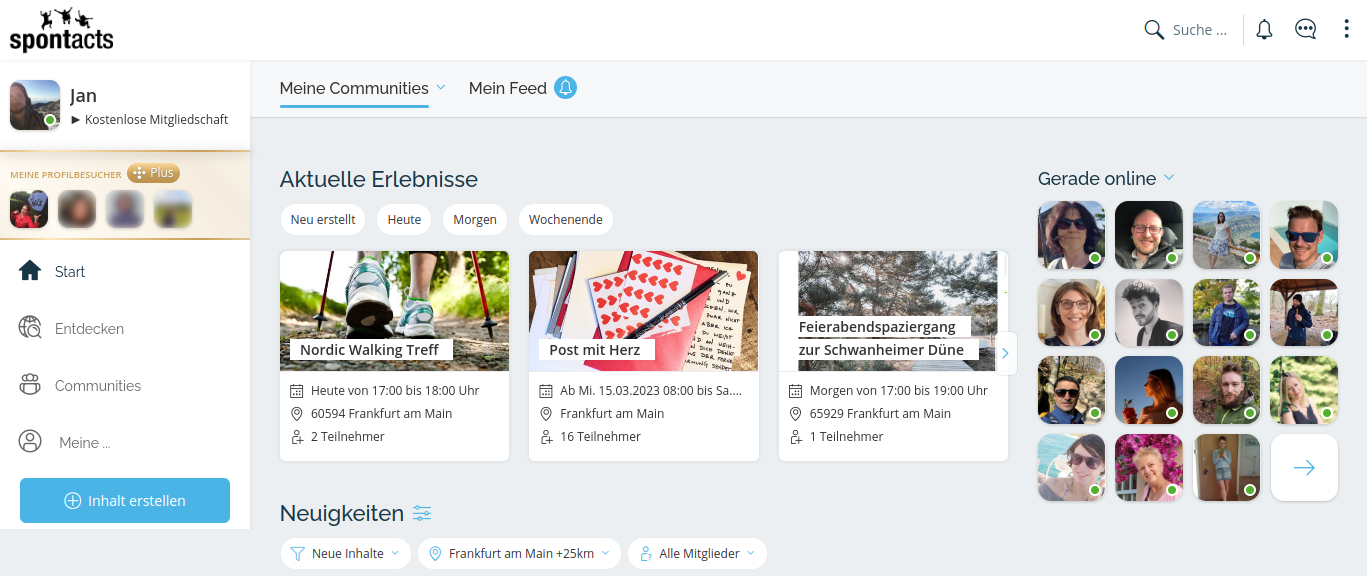 spontacts
Suche ...
Jan
Kostenlose Mitgliedschaft
MEINE PROFILBESUCHER
Plus
Start
Entdecken
Communities
Meine ...
Inhalt erstellen
Meine Communities
Mein Feed
Aktuelle Erlebnisse
Neu erstellt
Heute
Morgen
Wochenende
Nordic Walking Treff
Heute von 17:00 bis 18:00 Uhr
60594 Frankfurt am Main
2 Teilnehmer
Post mit Herz
Ab Mi. 15.03.2023 08:00 bis Sa....
Frankfurt am Main
16 Teilnehmer
Feierabendspaziergang
zur Schwanheimer Düne
Morgen von 17:00 bis 19:00 Uhr
65929 Frankfurt am Main
1 Teilnehmer
Gerade online
Neuigkeiten
Neue Inhalte
Frankfurt am Main +25km
Alle Mitglieder